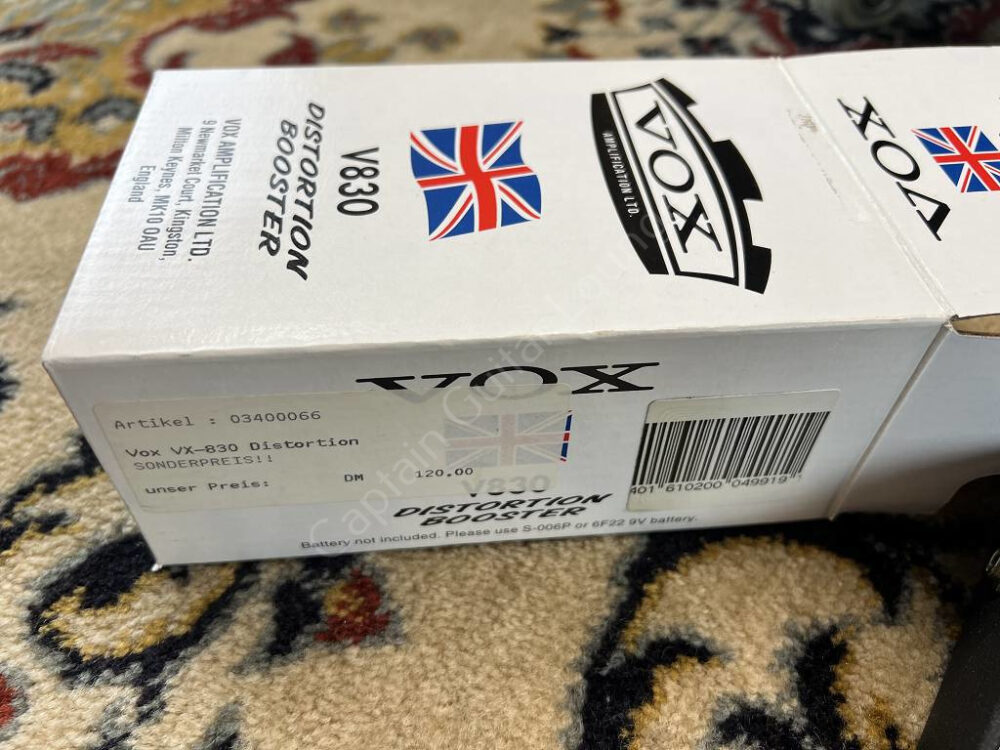 VOX
AMPLIFICATION LTD.
V830
DISTORTION
BOOSTER
VOX AMPLIFICATION LTD.
9 Newmarket Court, Kingston,
Milton Keynes, MK10 0AU
England
VOX
VOX
Artikel : 03400066
Vox VX-830 Distortion
SONDERPREIS!!
unser Preis: DM 120.00
V830
DISTORTION
BOOSTER
Battery not included. Please use S-006P or 6F22 9V battery.
401 610200 049919
Captain Guitar Lounge